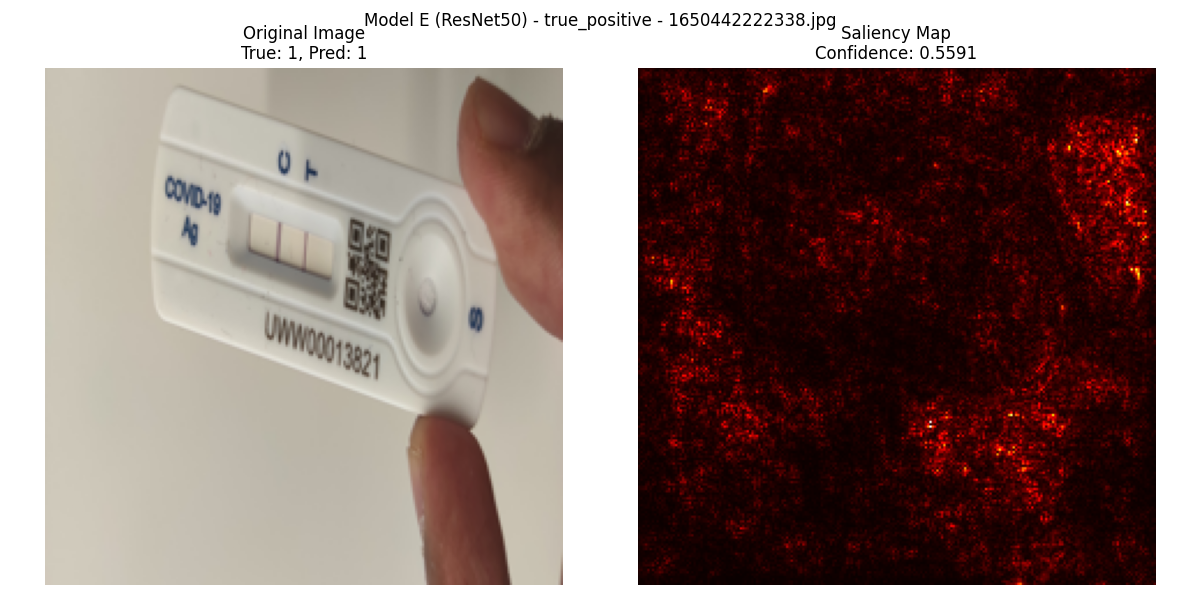 Model E (ResNet50) - true_positive - 1650442222338.jpg
Original Image
True: 1, Pred: 1
Saliency Map
Confidence: 0.5591
C
T
COVID-19
Ag
S
UWW00013821